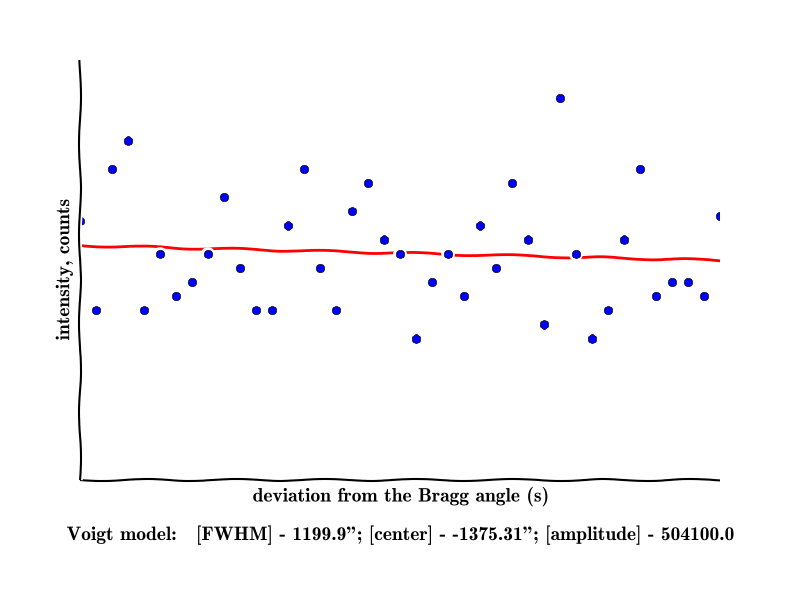 intensity, counts
deviation from the Bragg angle (s)
Voigt model: [FWHM] - 1199.9”; [center] - -1375.31”; [amplitude] - 504100.0